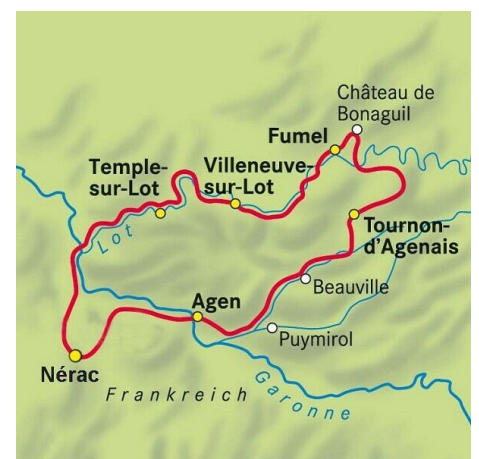 Château de
Bonaguil
Fumel
Temple-
sur-Lot
Villeneuve-
sur-Lot
Tournon-
d'Agenais
Lot
Beauville
Agen
Puymirol
Nérac
Frankreich
Garonne